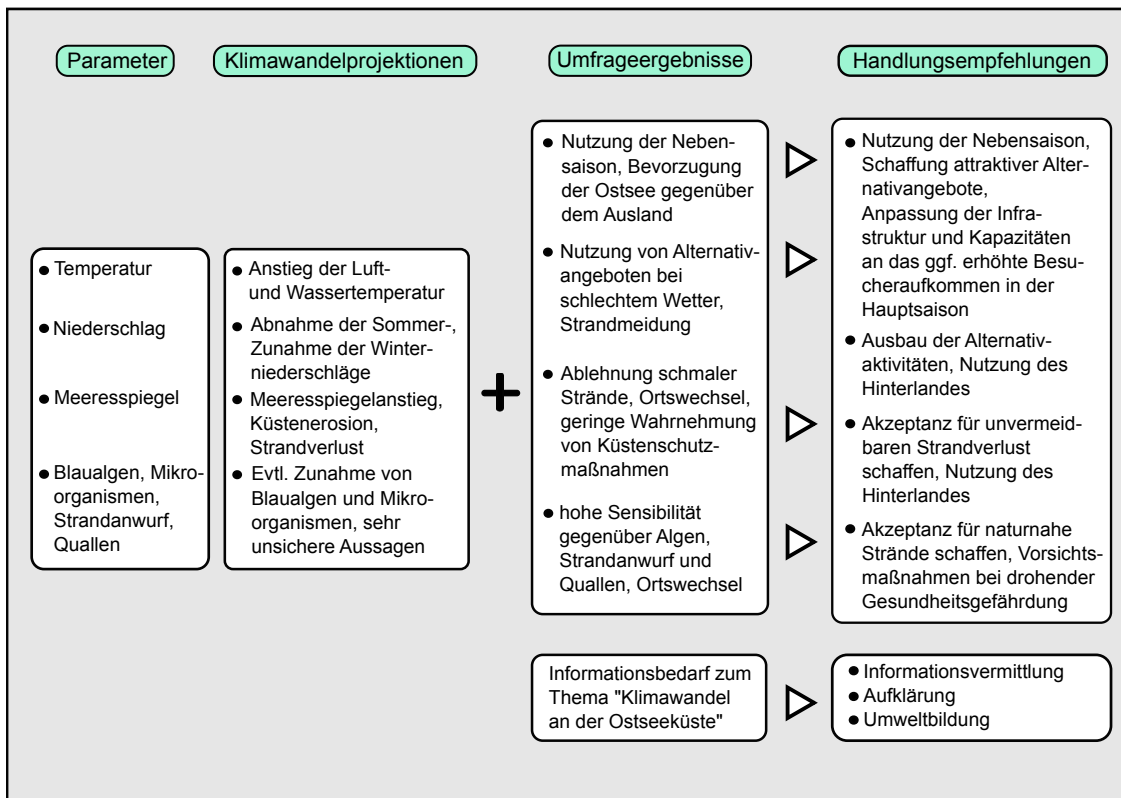 Parameter
Klimawandelprojektionen
Umfrageergebnisse
Handlungsempfehlungen
● Temperatur
● Niederschlag
● Meeresspiegel
● Blaualgen, Mikro-
organismen,
Strandanwurf,
Quallen
● Anstieg der Luft-
und Wassertemperatur
● Abnahme der Sommer-,
Zunahme der Winter-
niederschläge
● Meeresspiegelanstieg,
Küstenerosion,
Strandverlust
● Evtl. Zunahme von
Blaualgen und Mikro-
organismen, sehr
unsichere Aussagen
● Nutzung der Neben-
saison, Bevorzugung
der Ostsee gegenüber
dem Ausland
● Nutzung von Alternativ-
angeboten bei
schlechtem Wetter,
Strandmeidung
● Ablehnung schmaler
Strände, Ortswechsel,
geringe Wahrnehmung
von Küstenschutz-
maßnahmen
● hohe Sensibilität
gegenüber Algen,
Strandanwurf und
Quallen, Ortswechsel
● Nutzung der Nebensaison,
Schaffung attraktiver Alter-
nativangebote,
Anpassung der Infra-
struktur und Kapazitäten
an das ggf. erhöhte Besu-
cheraufkommen in der
Hauptsaison
● Ausbau der Alternativ-
aktivitäten, Nutzung des
Hinterlandes
● Akzeptanz für unvermeid-
baren Strandverlust
schaffen, Nutzung des
Hinterlandes
● Akzeptanz für naturnahe
Strände schaffen, Vorsichts-
maßnahmen bei drohender
Gesundheitsgefährdung
Informationsbedarf zum
Thema "Klimawandel
an der Ostseeküste"
● Informationsvermittlung
● Aufklärung
● Umweltbildung